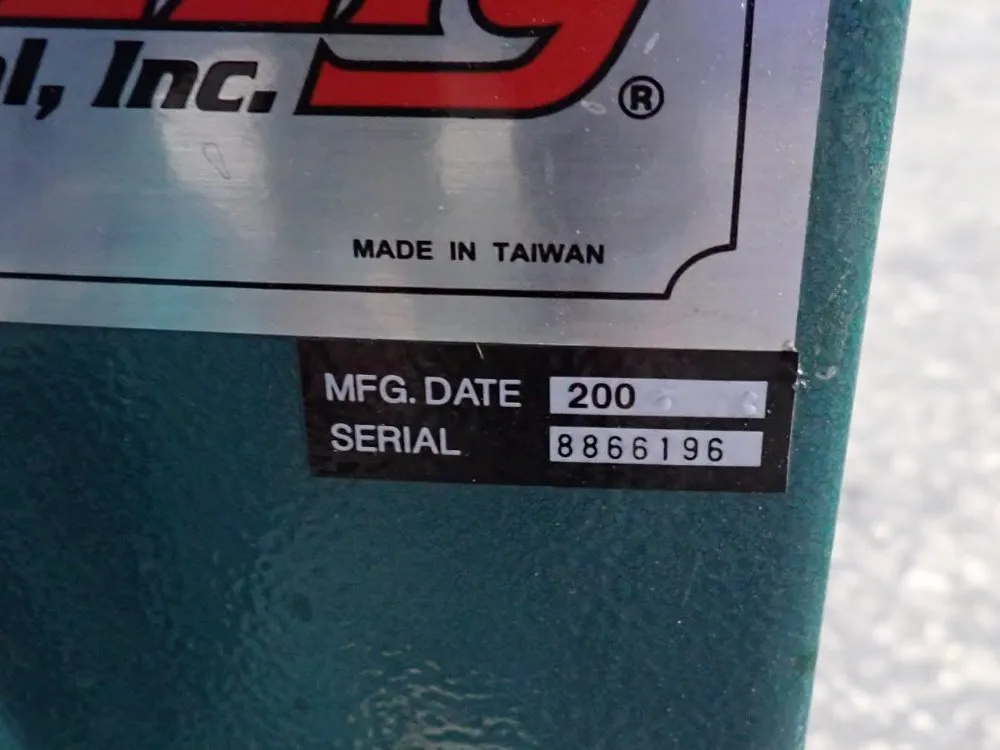 l, Inc. ®
MADE IN TAIWAN
MFG. DATE 200
SERIAL 8866196